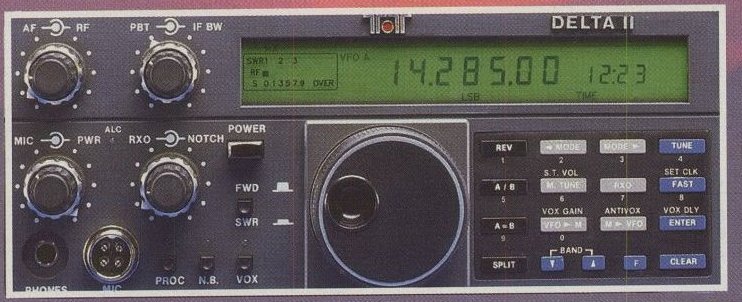 AF RF PBT IF BW
DELTA II
SWR1 2 3
RF
S 0 1 3 5 7 9 OVER
VFO A
14.285.00 12:23
LSB TIME
MIC PWR ALC RXO NOTCH POWER
FWD
SWR
PHONES MIC PROC N.B. VOX
REV ◄ MODE MODE ► TUNE
1 2 3 4
S.T. VOL SET CLK
A / B M. TUNE RXO FAST
5 6 7 8
VOX GAIN ANTIVOX VOX DLY
A = B VFO ► M M ► VFO ENTER
9 0
BAND
SPLIT ▼ ▲ F CLEAR